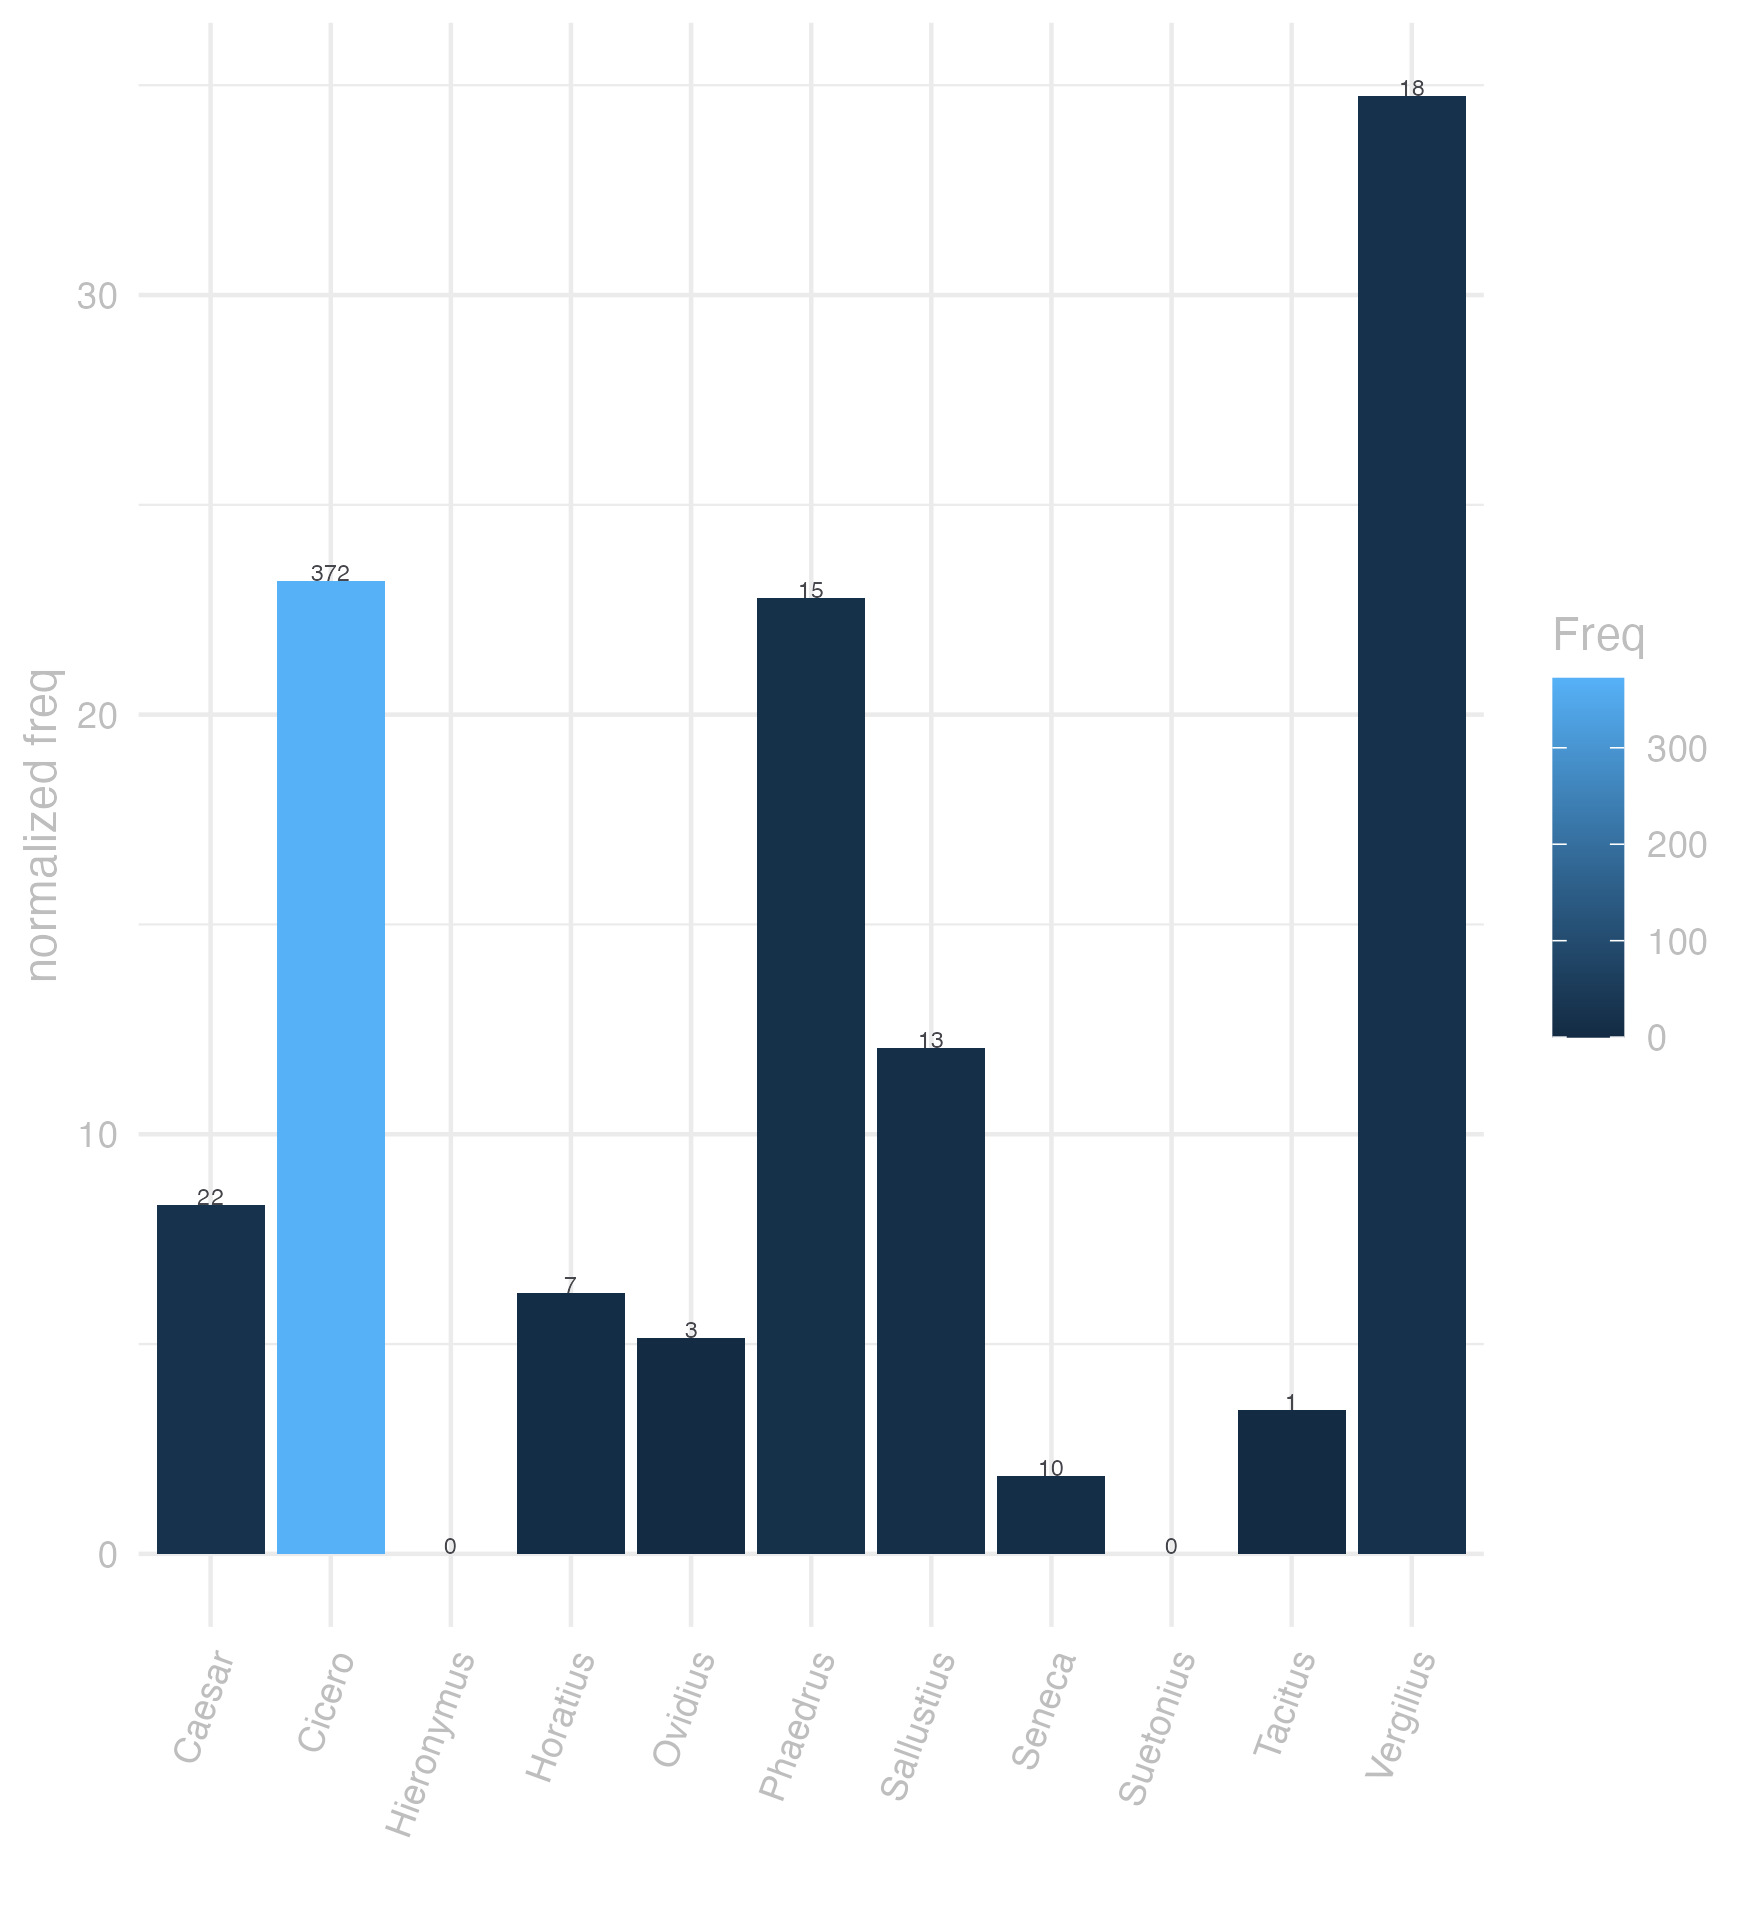 normalized freq
30
20
10
0
22
372
0
7
3
15
13
10
0
1
18
Caesar
Cicero
Hieronymus
Horatius
Ovidius
Phaedrus
Sallustius
Seneca
Suetonius
Tacitus
Vergilius
Freq
300
200
100
0